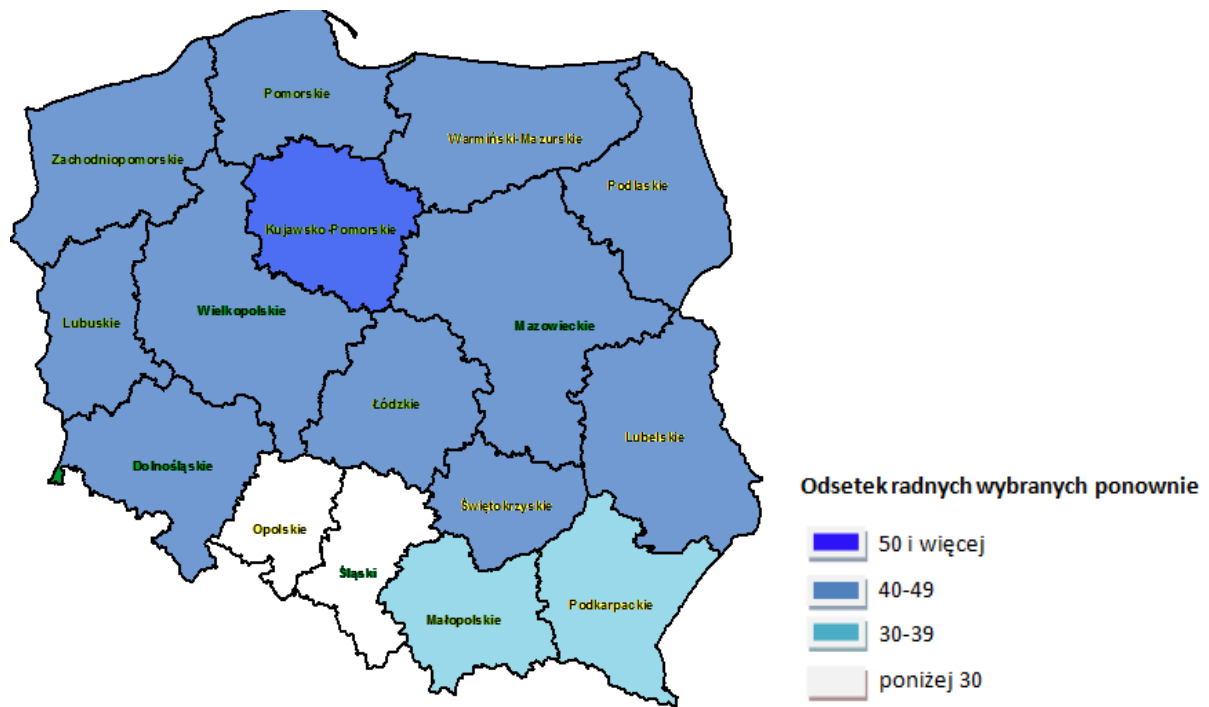 Pomorskie
Warmiński-Mazurskie
Zachodniopomorskie
Podlaskie
Kujawsko-Pomorskie
Wielkopolskie
Lubuskie
Mazowieckie
Łódzkie
Lubelskie
Dolnośląskie
Świętokrzyskie
Opolskie
Śląski
Podkarpackie
Małopolskie
Odsetek radnych wybranych ponownie
50 i więcej
40-49
30-39
poniżej 30